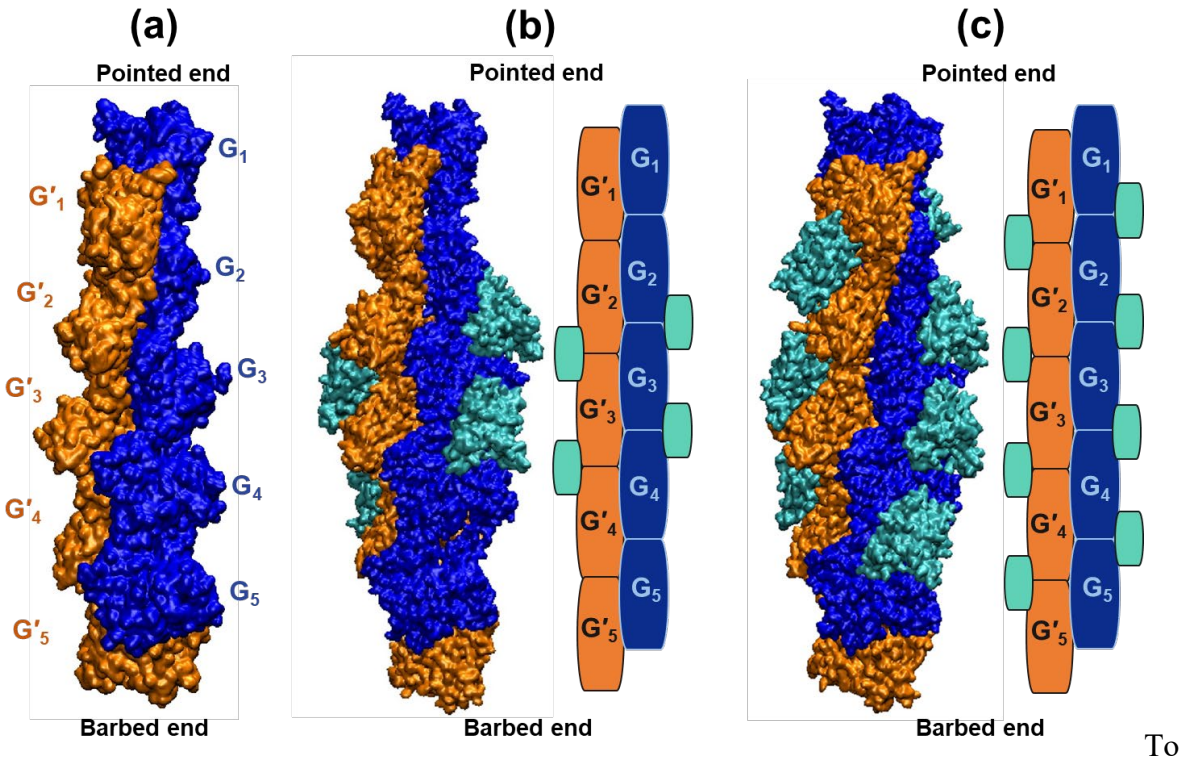 (a)
(b)
(c)
Pointed end
Pointed end
Pointed end
G₁
G′₁
G₂
G′₂
G₃
G′₃
G₄
G′₄
G₅
G′₅
G₁
G′₁
G₂
G′₂
G₃
G′₃
G₄
G′₄
G₅
G′₅
G₁
G′₁
G₂
G′₂
G₃
G′₃
G₄
G′₄
G₅
G′₅
Barbed end
Barbed end
Barbed end
To